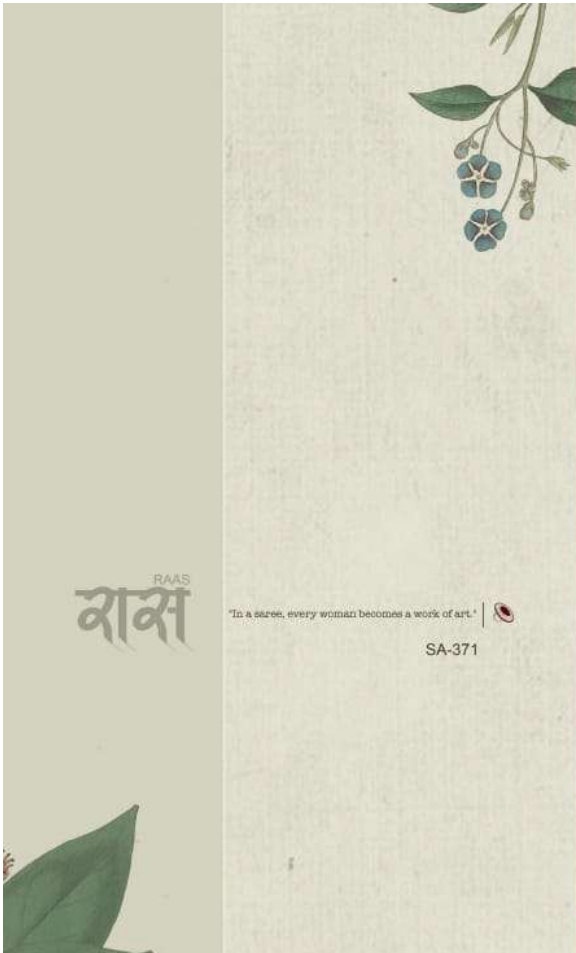 RAAS
रास
"In a saree, every woman becomes a work of art."
SA-371